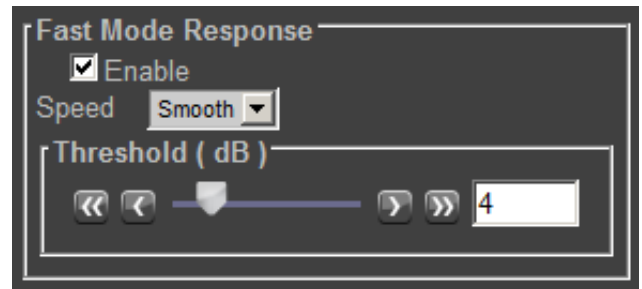 Fast Mode Response
Enable
Speed Smooth
Threshold ( dB )
4